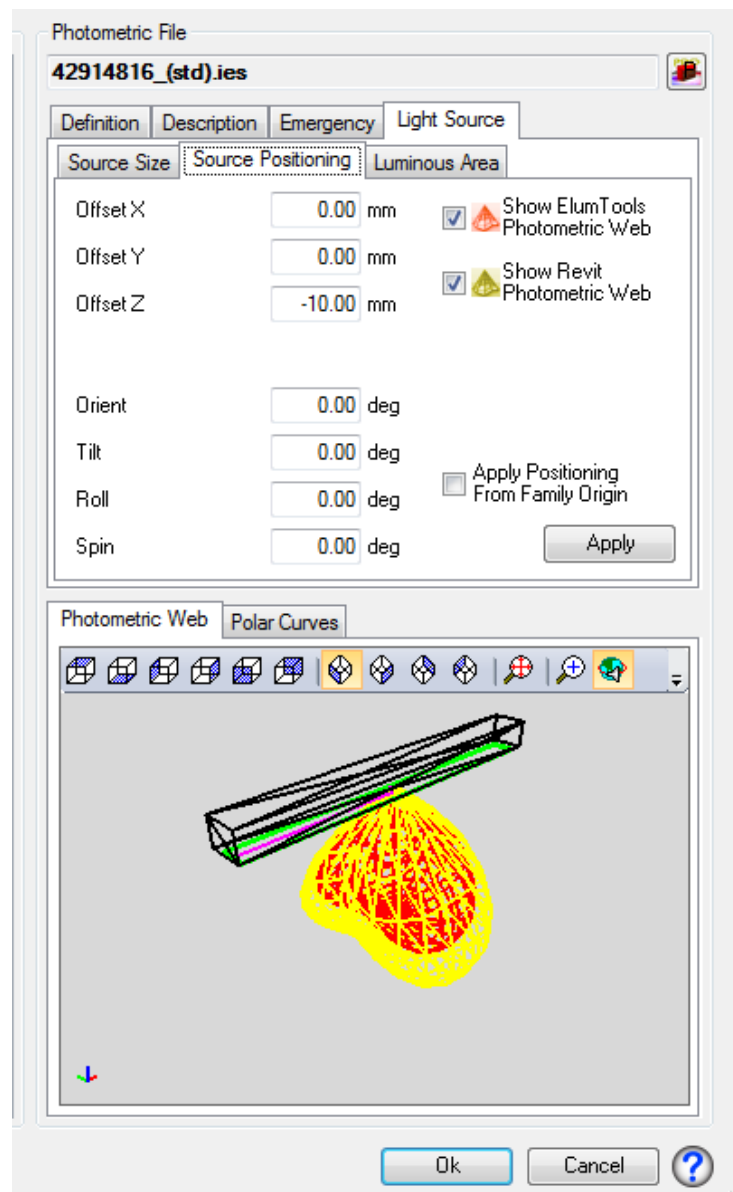 Photometric File
42914816_(std).ies
Definition Description Emergency Light Source
Source Size Source Positioning Luminous Area
Offset X 0.00 mm
Show ElumTools
Photometric Web
Offset Y 0.00 mm
Show Revit
Photometric Web
Offset Z -10.00 mm
Orient 0.00 deg
Tilt 0.00 deg
Apply Positioning
From Family Origin
Roll 0.00 deg
Spin 0.00 deg
Apply
Photometric Web Polar Curves
Ok Cancel ?